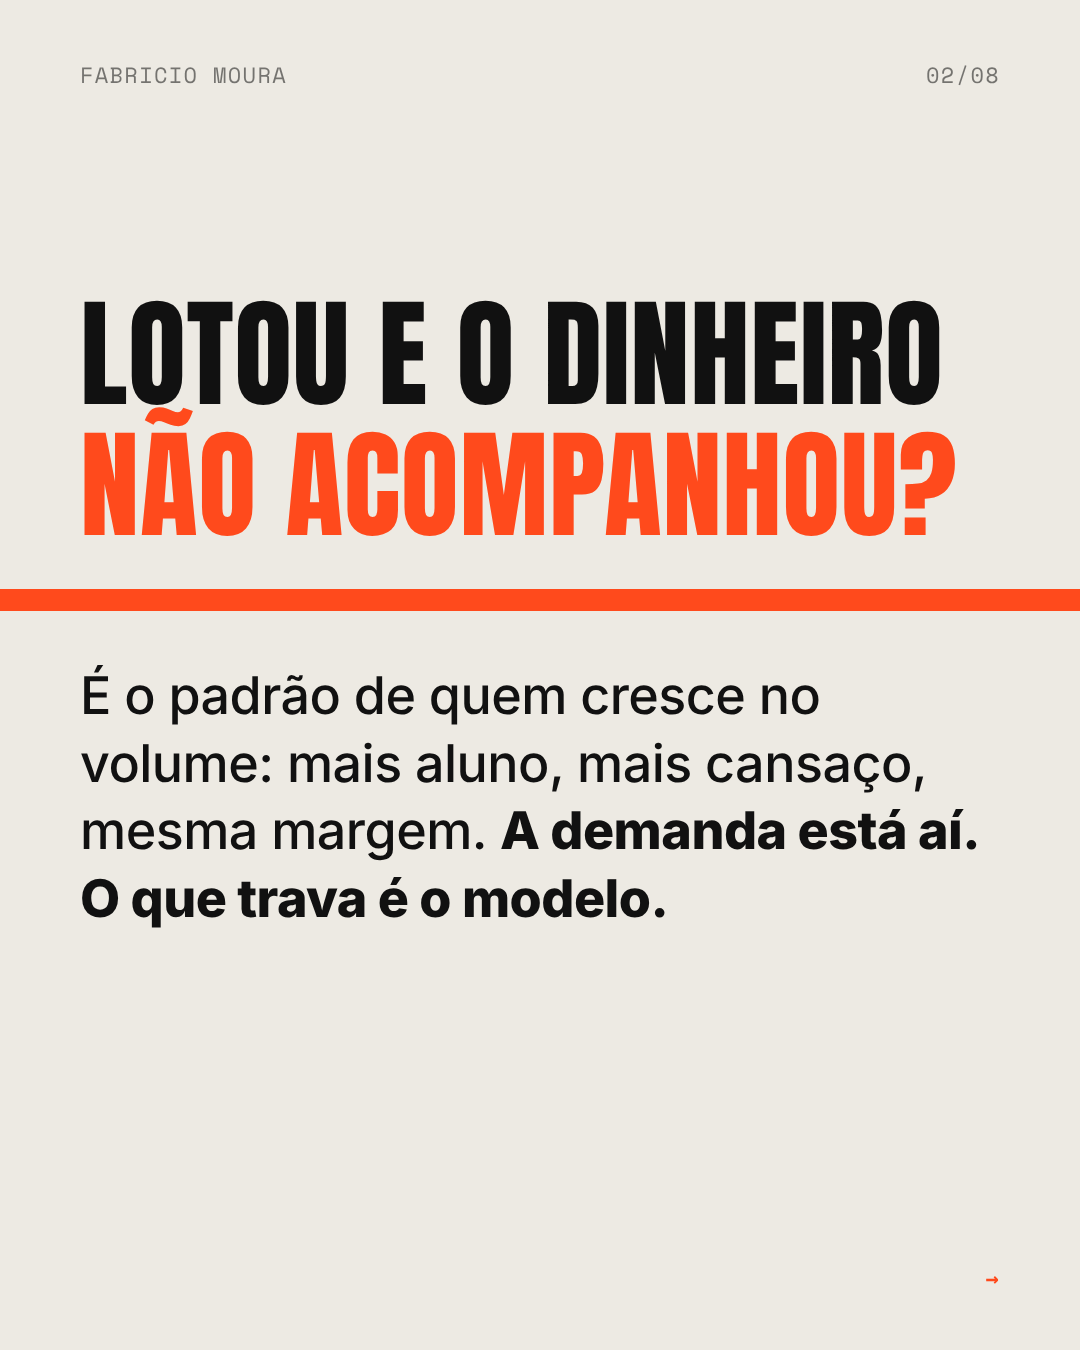 FABRICIO MOURA
02/08
LOTOU E O DINHEIRO
NÃO ACOMPANHOU?
É o padrão de quem cresce no
volume: mais aluno, mais cansaço,
mesma margem. A demanda está aí.
O que trava é o modelo.
→